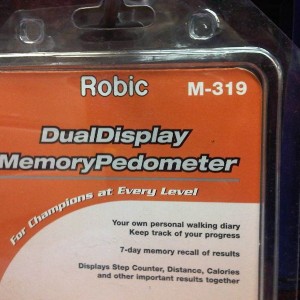 Robic M-319
DualDisplay
MemoryPedometer
For Champions at Every Level
Your own personal walking diary
Keep track of your progress
7-day memory recall of results
Displays Step Counter, Distance, Calories
and other important results together